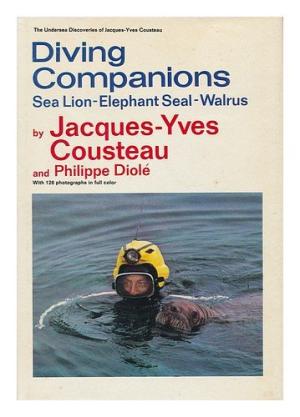 The Undersea Discoveries of Jacques-Yves Cousteau
Diving
Companions
Sea Lion-Elephant Seal-Walrus
by Jacques-Yves
Cousteau
and Philippe Diolé
With 126 photographs in full color